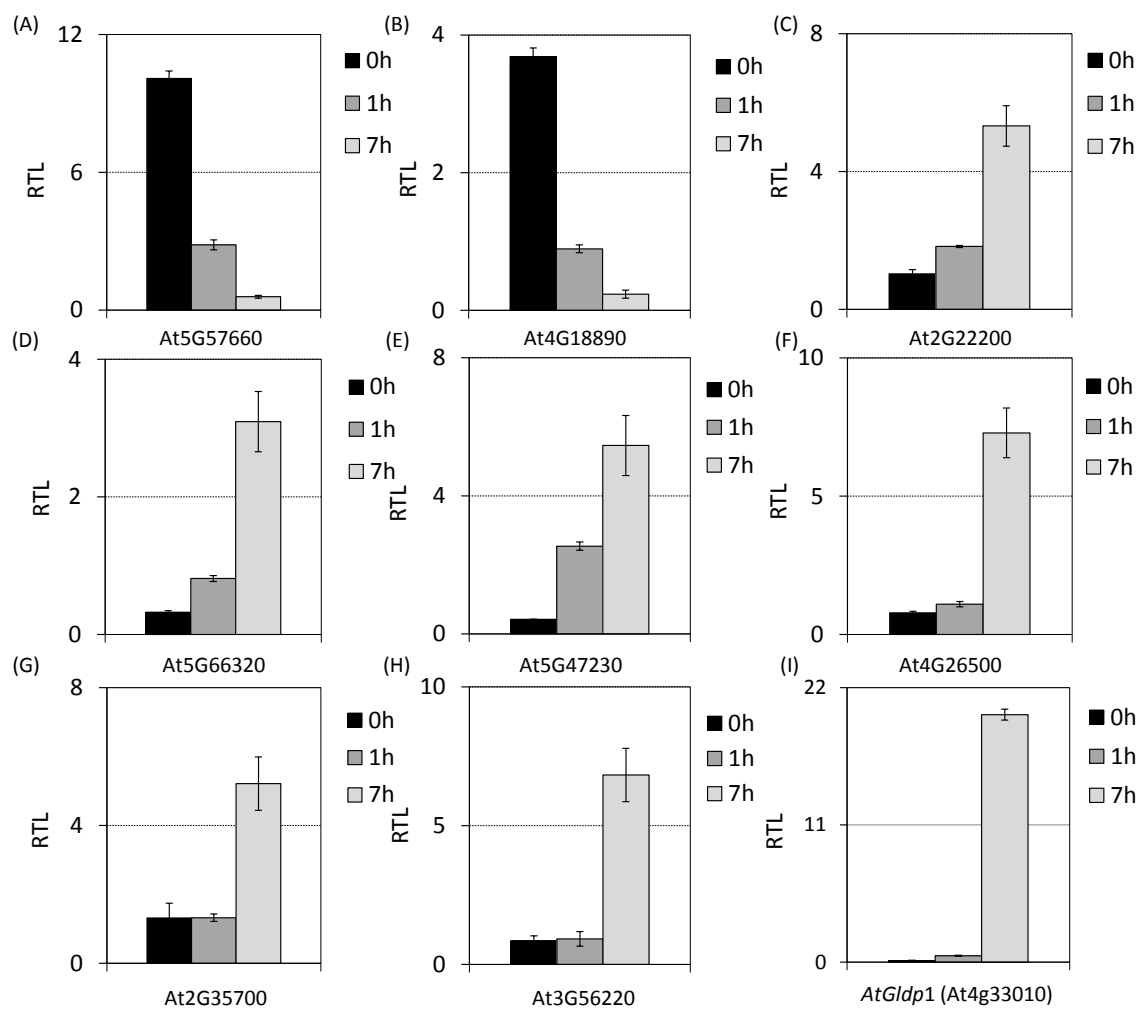 (A)
12
6
0
RTL
0h
1h
7h
At5G57660
(B)
4
2
0
RTL
0h
1h
7h
At4G18890
(C)
8
4
0
RTL
0h
1h
7h
At2G22200
(D)
4
2
0
RTL
0h
1h
7h
At5G66320
(E)
8
4
0
RTL
0h
1h
7h
At5G47230
(F)
10
5
0
RTL
0h
1h
7h
At4G26500
(G)
8
4
0
RTL
0h
1h
7h
At2G35700
(H)
10
5
0
RTL
0h
1h
7h
At3G56220
(I)
22
11
0
RTL
0h
1h
7h
AtGldp1 (At4g33010)